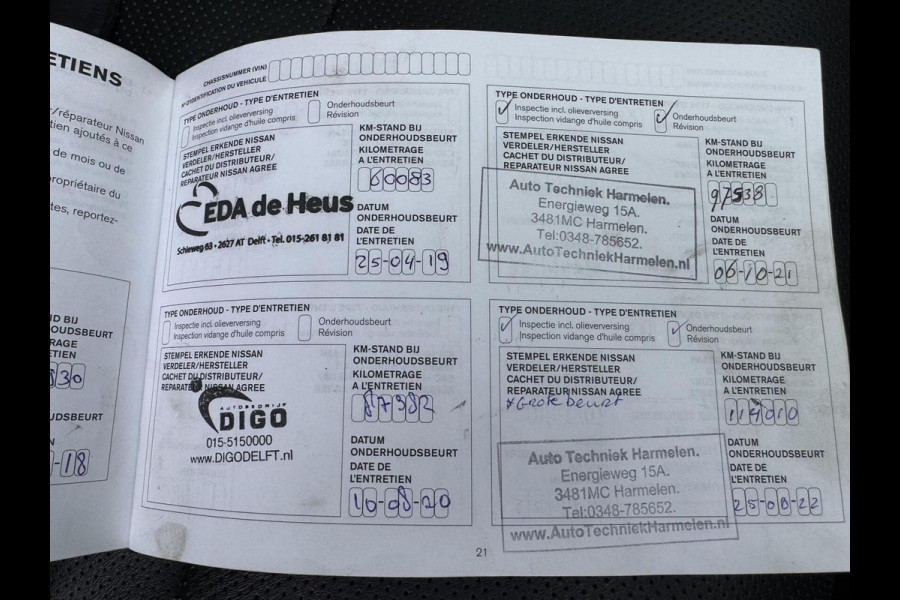 ETIENS
/réparateur Nissan
tien ajoutés à ce
de mois ou de
propriétaire du
tes, reportez-
D BIJ
OUDSBEURT
RAGE
ETIEN
830
UDSBEURT
-18
CHASSISNUMMER (VIN)
N° D'IDENTIFICATION DU VEHICULE
TYPE ONDERHOUD - TYPE D'ENTRETIEN
Inspectie incl. olieverversing
Inspection vidange d'huile compris
Onderhoudsbeurt
Révision
STEMPEL ERKENDE NISSAN
VERDELER/HERSTELLER
CACHET DU DISTRIBUTEUR/
REPARATEUR NISSAN AGREE
EDA de Heus
Schieweg 63 • 2627 AT Delft • Tel. 015-261 81 81
KM-STAND BIJ
ONDERHOUDSBEURT
KILOMETRAGE
A L'ENTRETIEN
60083
DATUM
ONDERHOUDSBEURT
DATE DE
L'ENTRETIEN
25-04-19
TYPE ONDERHOUD - TYPE D'ENTRETIEN
Inspectie incl. olieverversing
Inspection vidange d'huile compris
Onderhoudsbeurt
Révision
STEMPEL ERKENDE NISSAN
VERDELER/HERSTELLER
CACHET DU DISTRIBUTEUR/
REPARATEUR NISSAN AGREE
Auto Techniek Harmelen.
Energieweg 15A.
3481MC Harmelen.
Tel:0348-785652.
www.AutoTechniekHarmelen.nl
KM-STAND BIJ
ONDERHOUDSBEURT
KILOMETRAGE
A L'ENTRETIEN
97538
DATUM
ONDERHOUDSBEURT
DATE DE
L'ENTRETIEN
06-10-21
TYPE ONDERHOUD - TYPE D'ENTRETIEN
Inspectie incl. olieverversing
Inspection vidange d'huile compris
Onderhoudsbeurt
Révision
STEMPEL ERKENDE NISSAN
VERDELER/HERSTELLER
CACHET DU DISTRIBUTEUR/
REPARATEUR NISSAN AGREE
AUTOBEDRIJF
DIGO
015-5150000
www.DIGODELFT.nl
KM-STAND BIJ
ONDERHOUDSBEURT
KILOMETRAGE
A L'ENTRETIEN
87382
DATUM
ONDERHOUDSBEURT
DATE DE
L'ENTRETIEN
10-08-20
TYPE ONDERHOUD - TYPE D'ENTRETIEN
Inspectie incl. olieverversing
Inspection vidange d'huile compris
Onderhoudsbeurt
Révision
STEMPEL ERKENDE NISSAN
VERDELER/HERSTELLER
CACHET DU DISTRIBUTEUR/
REPARATEUR NISSAN AGREE
*Grote beurt
Auto Techniek Harmelen.
Energieweg 15A.
3481MC Harmelen.
Tel:0348-785652.
www.AutoTechniekHarmelen.nl
KM-STAND BIJ
ONDERHOUDSBEURT
KILOMETRAGE
A L'ENTRETIEN
114010
DATUM
ONDERHOUDSBEURT
DATE DE
L'ENTRETIEN
25-08-22
21